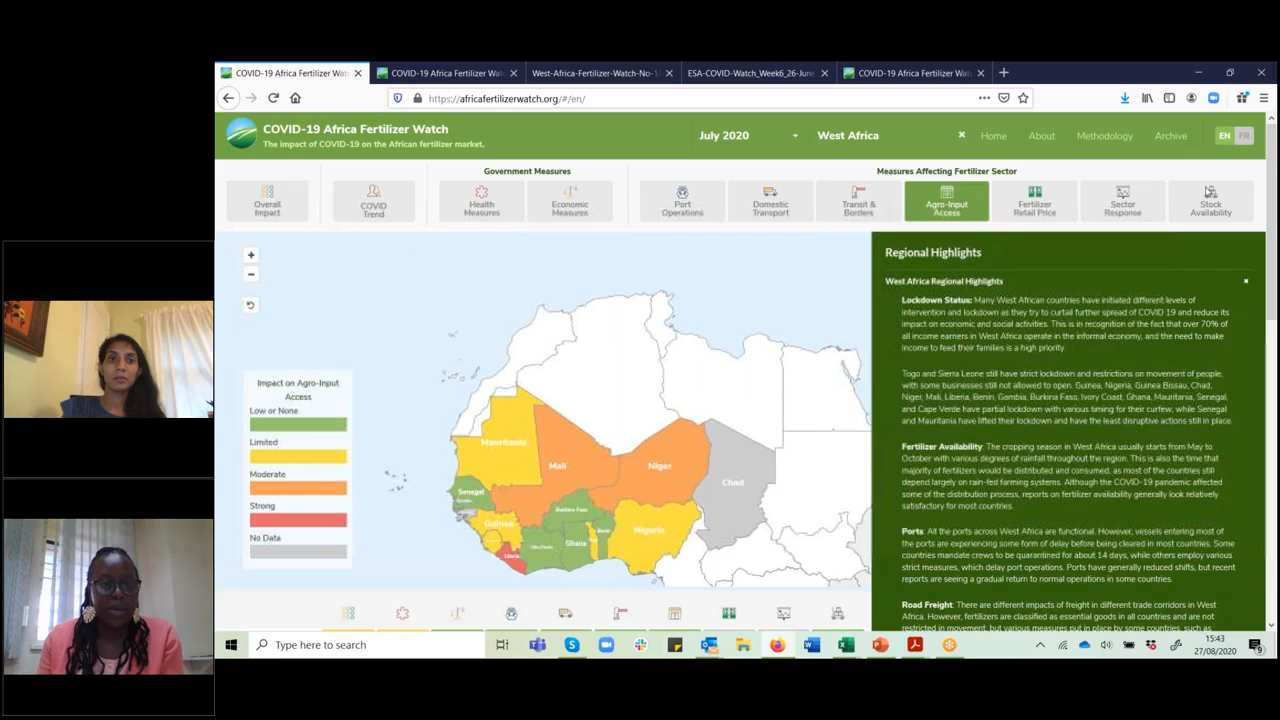 COVID-19 Africa Fertilizer Wat
COVID-19 Africa Fertilizer Wat
West-Africa-Fertilizer-Watch-No-1
ESA-COVID-Watch_Week6_26-June
COVID-19 Africa Fertilizer Wat
https://africafertilizerwatch.org/#/en/
COVID-19 Africa Fertilizer Watch
The impact of COVID-19 on the African fertilizer market.
July 2020
West Africa
Home
About
Methodology
Archive
EN
FR
Government Measures
Measures Affecting Fertilizer Sector
Overall
Impact
COVID
Trend
Health
Measures
Economic
Measures
Port
Operations
Domestic
Transport
Transit &
Borders
Agro-Input
Access
Fertilizer
Retail Price
Sector
Response
Stock
Availability
Impact on Agro-Input
Access
Low or None
Limited
Moderate
Strong
No Data
Mauritania
Mali
Niger
Chad
Senegal
Burkina Faso
Guinea
Ghana
Nigeria
Liberia
Regional Highlights
West Africa Regional Highlights
Lockdown Status: Many West African countries have initiated different levels of
intervention and lockdown as they try to curtail further spread of COVID 19 and reduce its
impact on economic and social activities. This is in recognition of the fact that over 70% of
all income earners in West Africa operate in the informal economy, and the need to make
income to feed their families is a high priority.
Togo and Sierra Leone still have strict lockdown and restrictions on movement of people,
with some businesses still not allowed to open. Guinea, Nigeria, Guinea Bissau, Chad,
Niger, Mali, Liberia, Benin, Gambia, Burkina Faso, Ivory Coast, Ghana, Mauritania, Senegal,
and Cape Verde have partial lockdown with various timing for their curfew, while Senegal
and Mauritania have lifted their lockdown and have the least disruptive actions still in place.
Fertilizer Availability: The cropping season in West Africa usually starts from May to
October with various degrees of rainfall throughout the region. This is also the time that
majority of fertilizers would be distributed and consumed, as most of the countries still
depend largely on rain-fed farming systems. Although the COVID-19 pandemic affected
some of the distribution process, reports on fertilizer availability generally look relatively
satisfactory for most countries.
Ports: All the ports across West Africa are functional. However, vessels entering most of
the ports are experiencing some form of delay before being cleared in most countries. Some
countries mandate crews to be quarantined for about 14 days, while others employ various
strict measures, which delay port operations. Ports have generally reduced shifts, but recent
reports are seeing a gradual return to normal operations in some countries.
Road Freight: There are different impacts of freight in different trade corridors in West
Africa. However, fertilizers are classified as essential goods in all countries and are not
restricted in movement, but various measures put in place by some countries, such as
Type here to search
15:43
27/08/2020